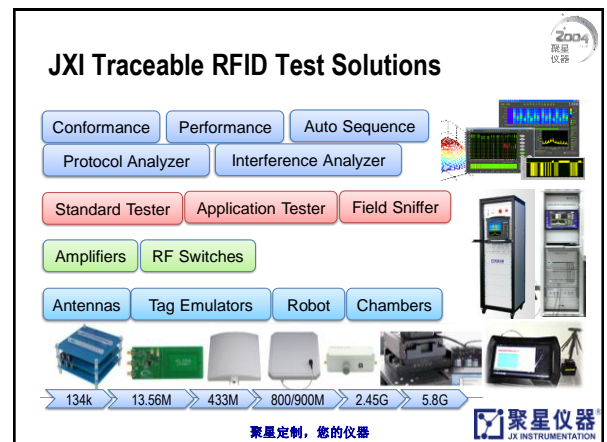 2004
聚星
仪器
JXI Traceable RFID Test Solutions
Conformance Performance Auto Sequence
Protocol Analyzer Interference Analyzer
Standard Tester Application Tester Field Sniffer
Amplifiers RF Switches
Antennas Tag Emulators Robot Chambers
134k 13.56M 433M 800/900M 2.45G 5.8G
聚星定制，您的仪器
聚星仪器
JX INSTRUMENTATION